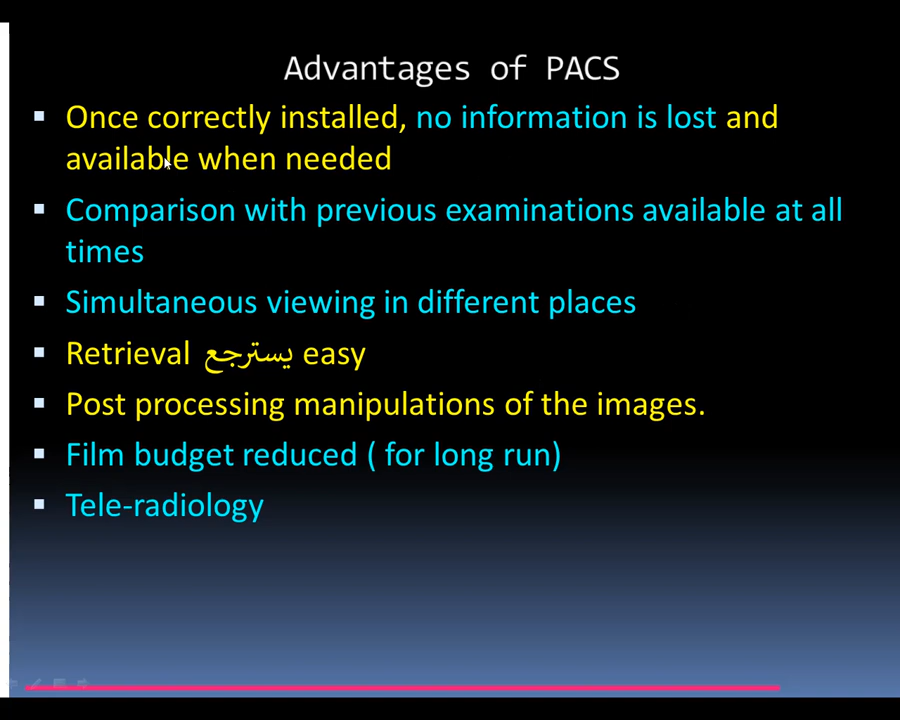 Advantages of PACS
▪ Once correctly installed, no information is lost and
available when needed
▪ Comparison with previous examinations available at all
times
▪ Simultaneous viewing in different places
▪ Retrieval يسترجع easy
▪ Post processing manipulations of the images.
▪ Film budget reduced ( for long run)
▪ Tele-radiology